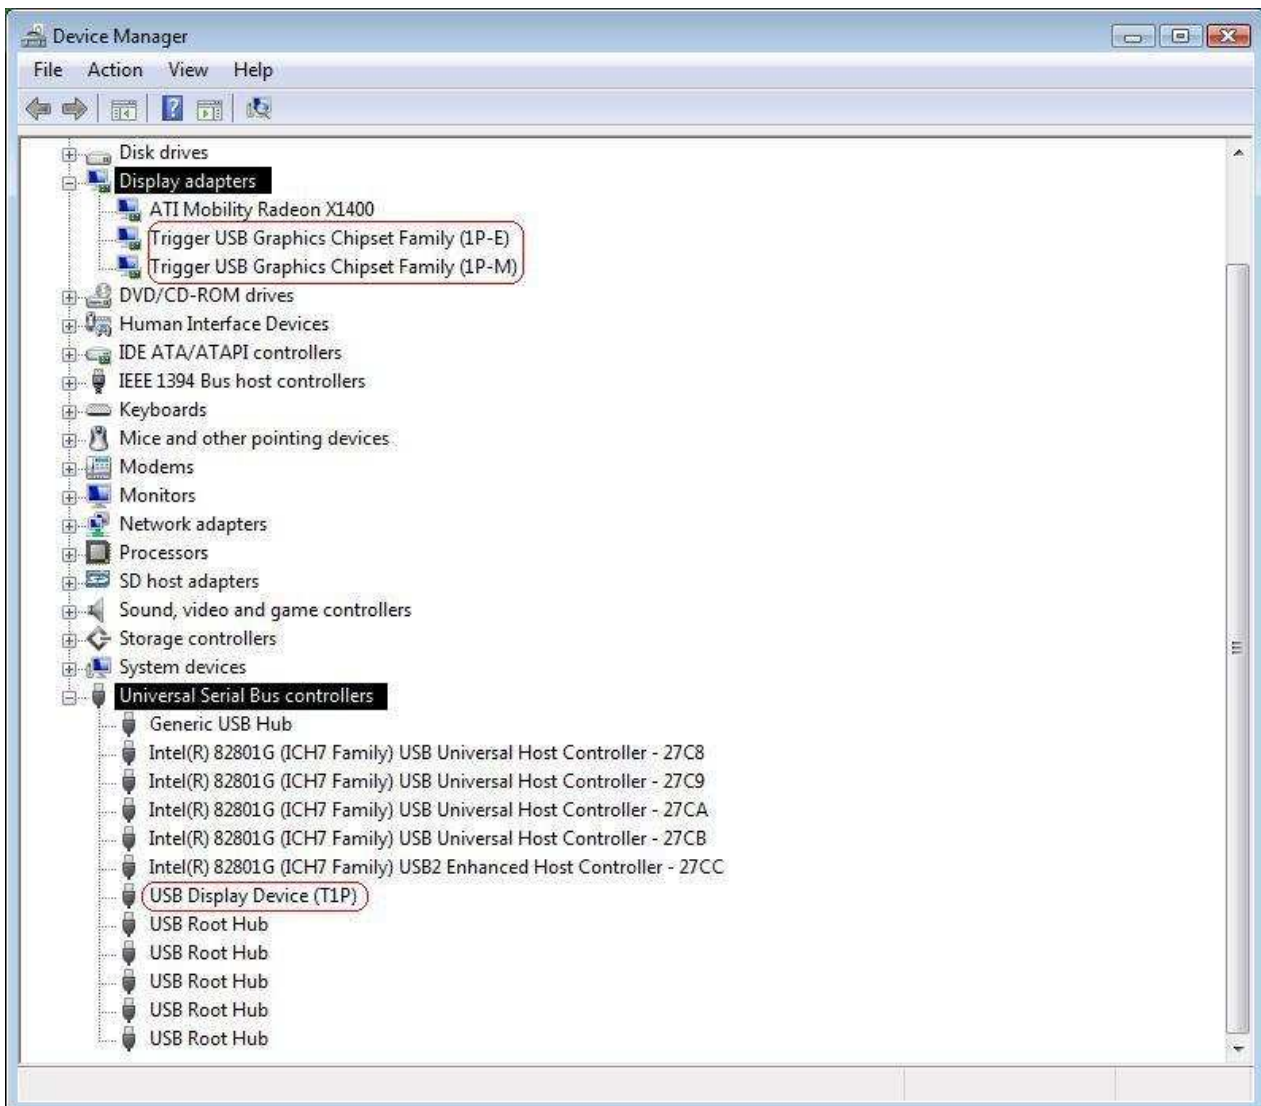 Device Manager
File Action View Help
Disk drives
Display adapters
ATI Mobility Radeon X1400
Trigger USB Graphics Chipset Family (1P-E)
Trigger USB Graphics Chipset Family (1P-M)
DVD/CD-ROM drives
Human Interface Devices
IDE ATA/ATAPI controllers
IEEE 1394 Bus host controllers
Keyboards
Mice and other pointing devices
Modems
Monitors
Network adapters
Processors
SD host adapters
Sound, video and game controllers
Storage controllers
System devices
Universal Serial Bus controllers
Generic USB Hub
Intel(R) 82801G (ICH7 Family) USB Universal Host Controller - 27C8
Intel(R) 82801G (ICH7 Family) USB Universal Host Controller - 27C9
Intel(R) 82801G (ICH7 Family) USB Universal Host Controller - 27CA
Intel(R) 82801G (ICH7 Family) USB Universal Host Controller - 27CB
Intel(R) 82801G (ICH7 Family) USB2 Enhanced Host Controller - 27CC
USB Display Device (T1P)
USB Root Hub
USB Root Hub
USB Root Hub
USB Root Hub
USB Root Hub